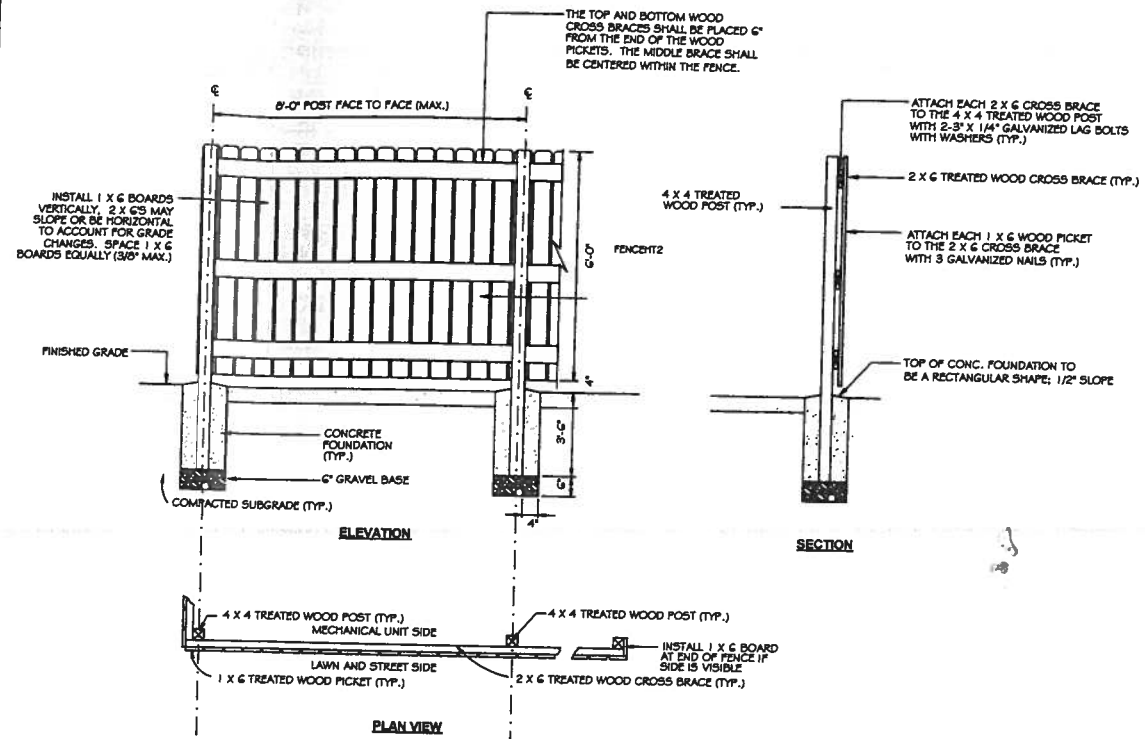 THE TOP AND BOTTOM WOOD
CROSS BRACES SHALL BE PLACED 6"
FROM THE END OF THE WOOD
PICKETS. THE MIDDLE BRACE SHALL
BE CENTERED WITHIN THE FENCE.
℄
℄
8'-0" POST FACE TO FACE (MAX.)
INSTALL 1 X 6 BOARDS
VERTICALLY, 2 X 6'S MAY
SLOPE OR BE HORIZONTAL
TO ACCOUNT FOR GRADE
CHANGES. SPACE 1 X 6
BOARDS EQUALLY (3/8" MAX.)
6'-0"
FENCEHT2
FINISHED GRADE
4"
3'-6"
CONCRETE
FOUNDATION
(TYP.)
6" GRAVEL BASE
6"
COMPACTED SUBGRADE (TYP.)
4"
ELEVATION
ATTACH EACH 2 X 6 CROSS BRACE
TO THE 4 X 4 TREATED WOOD POST
WITH 2-3" X 1/4" GALVANIZED LAG BOLTS
WITH WASHERS (TYP.)
2 X 6 TREATED WOOD CROSS BRACE (TYP.)
4 X 4 TREATED
WOOD POST (TYP.)
ATTACH EACH 1 X 6 WOOD PICKET
TO THE 2 X 6 CROSS BRACE
WITH 3 GALVANIZED NAILS (TYP.)
TOP OF CONC. FOUNDATION TO
BE A RECTANGULAR SHAPE; 1/2" SLOPE
SECTION
4 X 4 TREATED WOOD POST (TYP.)
MECHANICAL UNIT SIDE
4 X 4 TREATED WOOD POST (TYP.)
LAWN AND STREET SIDE
1 X 6 TREATED WOOD PICKET (TYP.)
2 X 6 TREATED WOOD CROSS BRACE (TYP.)
INSTALL 1 X 6 BOARD
AT END OF FENCE IF
SIDE IS VISIBLE
PLAN VIEW